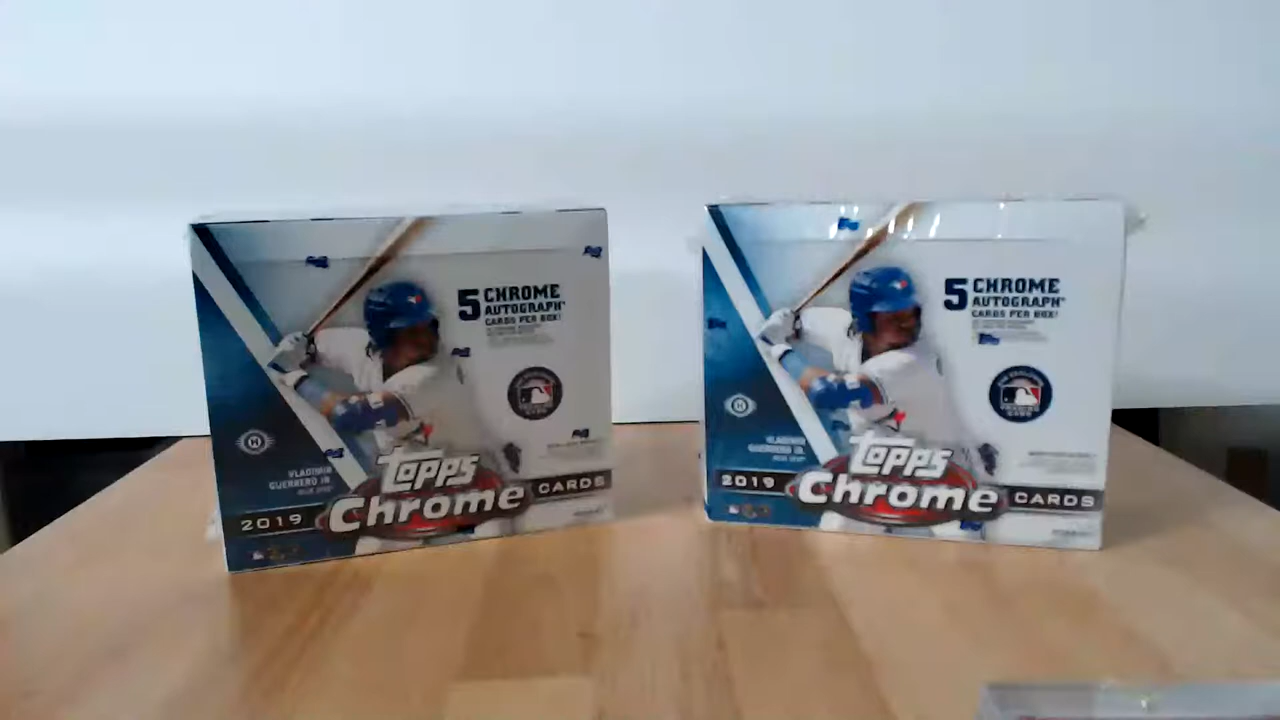 5 CHROME
AUTOGRAPH
CARDS PER BOX!
VLADIMIR
GUERRERO JR.
Topps
2019 Chrome CARDS
5 CHROME
AUTOGRAPH
CARDS PER BOX!
VLADIMIR
GUERRERO JR.
Topps
2019 Chrome CARDS